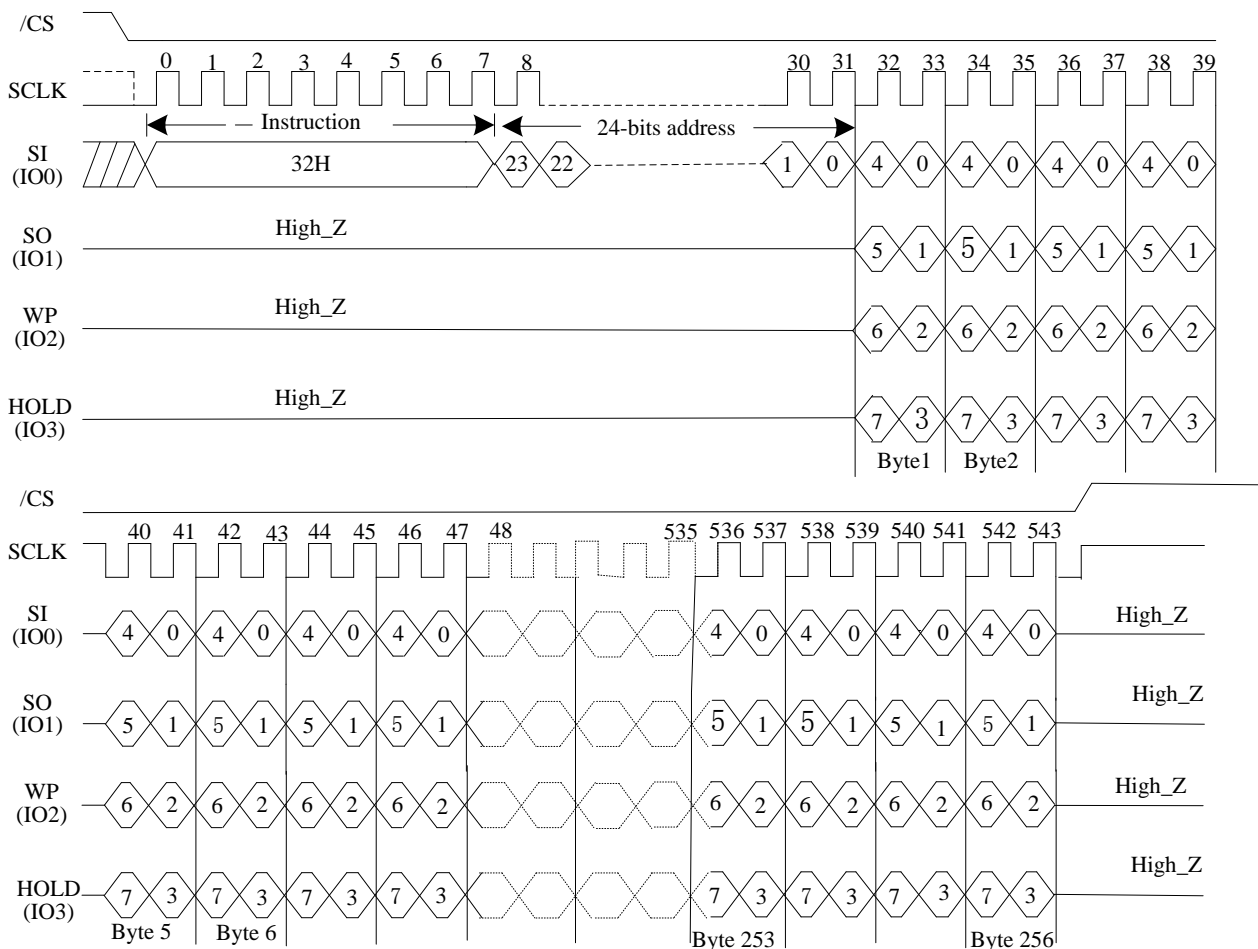 /CS
0 1 2 3 4 5 6 7 8 30 31 32 33 34 35 36 37 38 39
SCLK
Instruction 24-bits address
SI
(IO0)
32H 23 22 1 0 4 0 4 0 4 0 4 0
High_Z
SO
(IO1)
5 1 5 1 5 1 5 1
High_Z
WP
(IO2)
6 2 6 2 6 2 6 2
High_Z
HOLD
(IO3)
7 3 7 3 7 3 7 3
Byte1 Byte2
/CS
40 41 42 43 44 45 46 47 48 535 536 537 538 539 540 541 542 543
SCLK
SI
(IO0)
4 0 4 0 4 0 4 0 4 0 4 0 4 0 4 0 High_Z
SO
(IO1)
5 1 5 1 5 1 5 1 5 1 5 1 5 1 5 1 High_Z
WP
(IO2)
6 2 6 2 6 2 6 2 6 2 6 2 6 2 6 2 High_Z
HOLD
(IO3)
7 3 7 3 7 3 7 3 7 3 7 3 7 3 7 3 High_Z
Byte 5 Byte 6 Byte 253 Byte 256